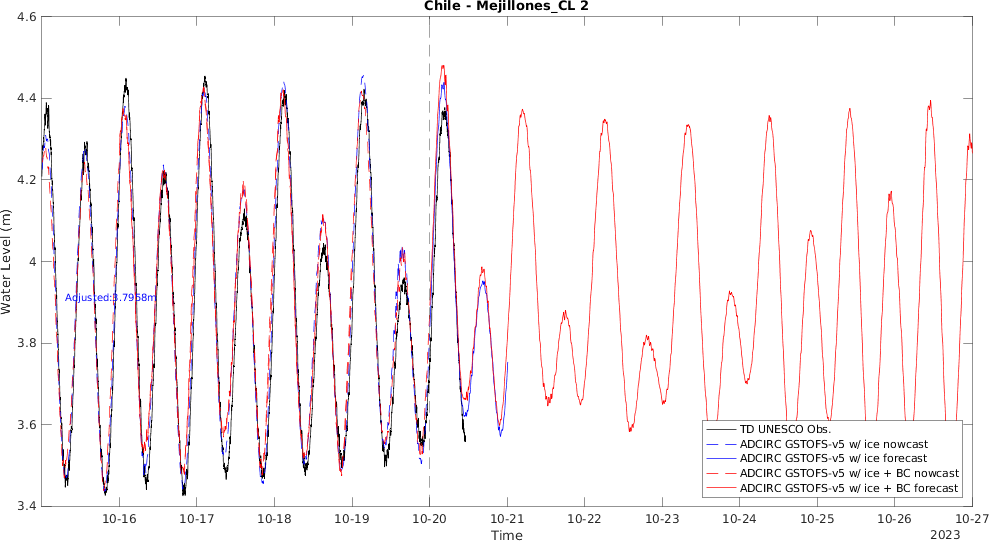 Chile - Mejillones_CL 2
4.6
4.4
4.2
4
3.8
3.6
3.4
Water Level (m)
Adjusted:3.7958m
TD UNESCO Obs.
ADCIRC GSTOFS-v5 w/ ice nowcast
ADCIRC GSTOFS-v5 w/ ice forecast
ADCIRC GSTOFS-v5 w/ ice + BC nowcast
ADCIRC GSTOFS-v5 w/ ice + BC forecast
10-16 10-17 10-18 10-19 10-20 10-21 10-22 10-23 10-24 10-25 10-26 10-27
Time
2023